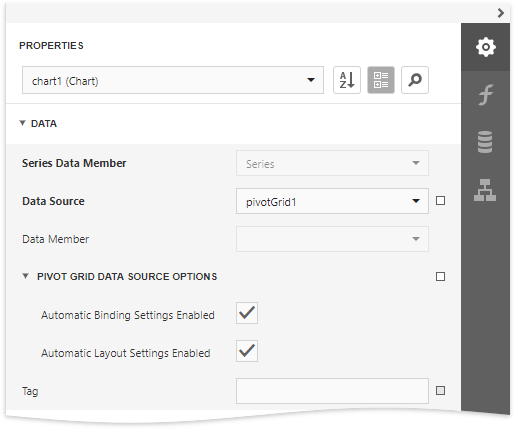 PROPERTIES
chart1 (Chart)
DATA
Series Data Member Series
Data Source pivotGrid1
Data Member
PIVOT GRID DATA SOURCE OPTIONS
Automatic Binding Settings Enabled
Automatic Layout Settings Enabled
Tag